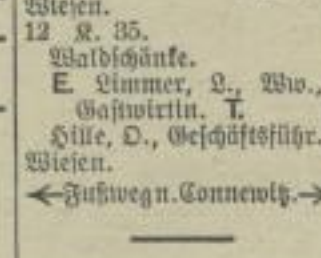 Wiesen.
12 K. 35.
Waldschänke.
E. Limmer, L., Ww.,
Gastwirtin. T.
Hille, O., Geschäftsführ.
Wiesen.
←Fußweg n. Connewitz.→